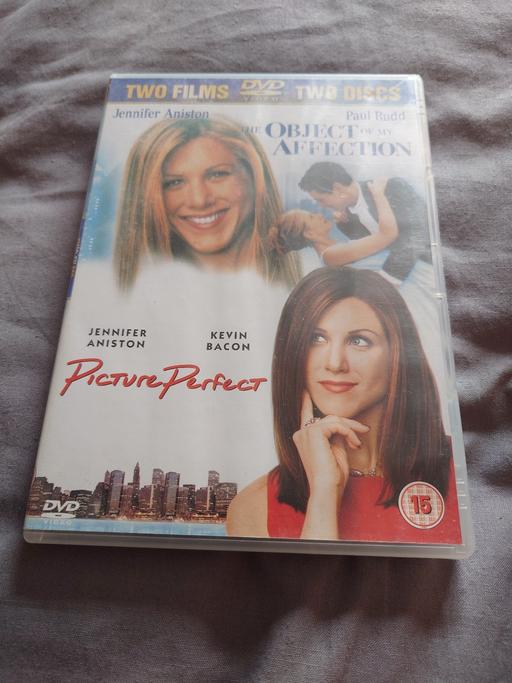 TWO FILMS DVD VIDEO TWO DISCS
Jennifer Aniston Paul Rudd
THE OBJECT OF MY
AFFECTION
JENNIFER
ANISTON
KEVIN
BACON
Picture Perfect
DVD
VIDEO
15